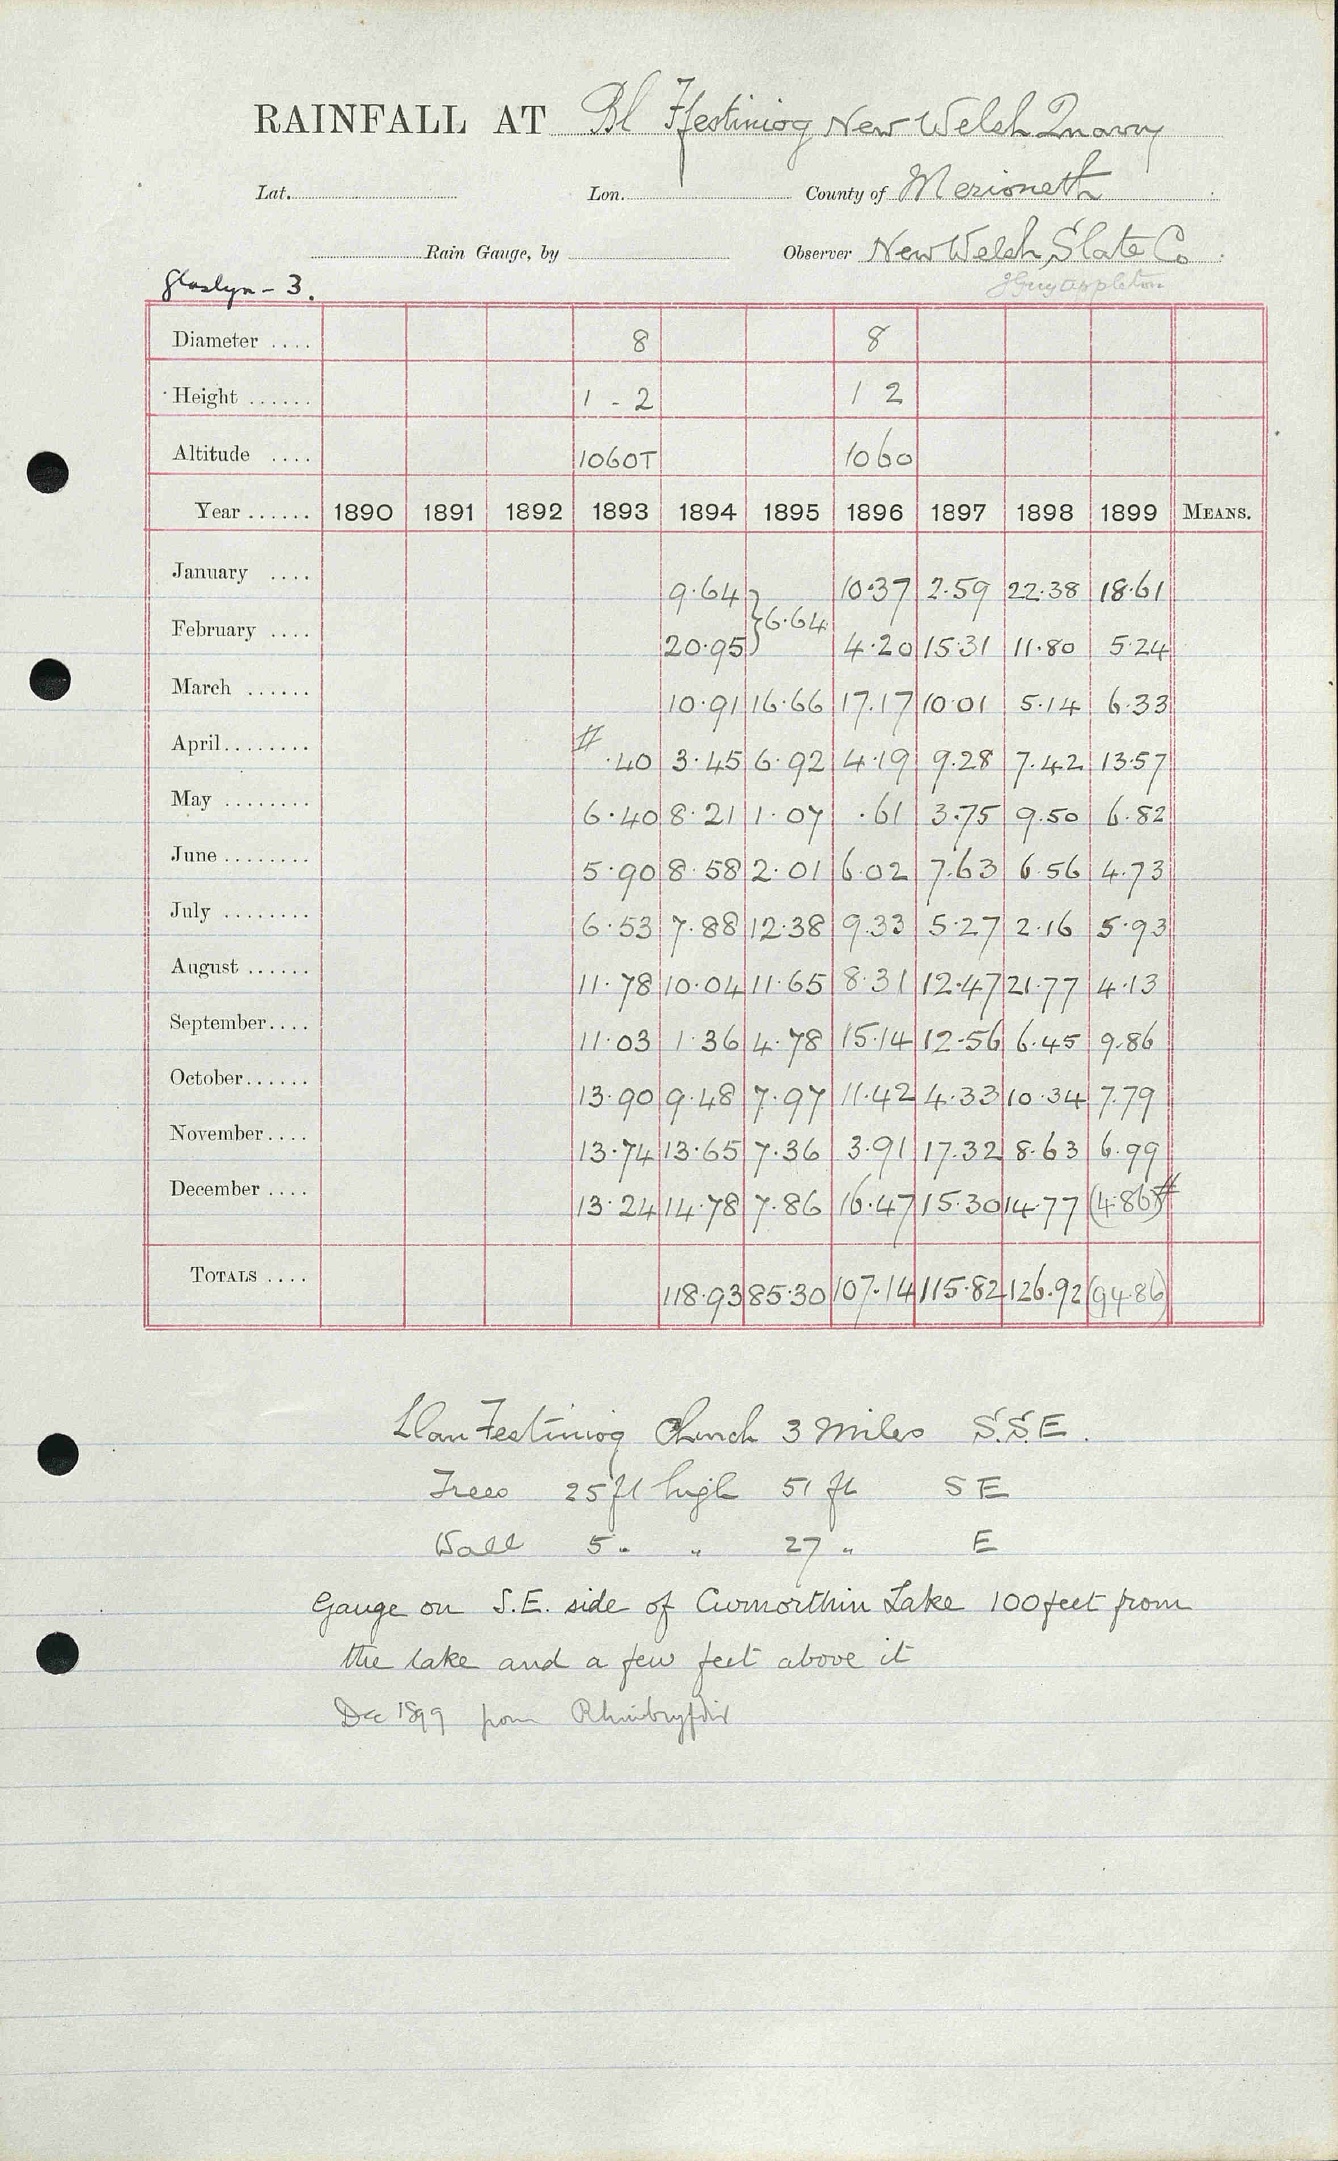 RAINFALL AT Bl Ffestiniog New Welsh Quarry
Lat. Lon. County of Merioneth
Rain Gauge, by Observer New Welsh Slate Co
Glaslyn - 3. J Guy Appleton
Diameter .... 8 8
Height ...... 1 - 2 1 2
Altitude .... 1060T 1060
Year ...... 1890 1891 1892 1893 1894 1895 1896 1897 1898 1899 MEANS.
January .... 9.64 } 10.37 2.59 22.38 18.61
6.64
February .... 20.95 4.20 15.31 11.80 5.24
March ...... 10.91 16.66 17.17 10.01 5.14 6.33
April........ # .40 3.45 6.92 4.19 9.28 7.42 13.57
May ........ 6.40 8.21 1.07 .61 3.75 9.50 6.82
June ........ 5.90 8.58 2.01 6.02 7.63 6.56 4.73
July ........ 6.53 7.88 12.38 9.33 5.27 2.16 5.93
August ...... 11.78 10.04 11.65 8.31 12.47 21.77 4.13
September.... 11.03 1.36 4.78 15.14 12.56 6.45 9.86
October...... 13.90 9.48 7.97 11.42 4.33 10.34 7.79
November.... 13.74 13.65 7.36 3.91 17.32 8.63 6.99
December .... 13.24 14.78 7.86 16.47 15.30 14.77 (4.86)#
TOTALS .... 118.93 85.30 107.14 115.82 126.92 (94.86)
Llan Festiniog Church 3 Miles S.S.E.
Trees 25 ft high 51 ft S E
Wall 5 " " 27 " E
Gauge on S.E. side of Cwmorthin Lake 100 feet from
the lake and a few feet above it
Dec 1899 from Rhiwbryfdir